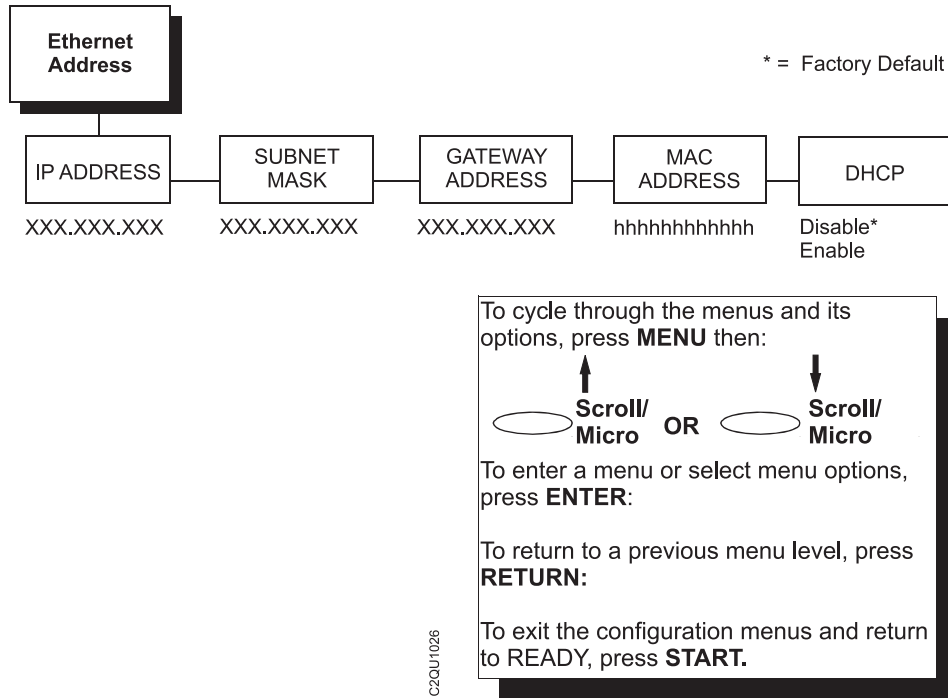 Ethernet
Address
* = Factory Default
IP ADDRESS
SUBNET
MASK
GATEWAY
ADDRESS
MAC
ADDRESS
DHCP
XXX.XXX.XXX
XXX.XXX.XXX
XXX.XXX.XXX
hhhhhhhhhhhh
Disable*
Enable
To cycle through the menus and its
options, press MENU then:
Scroll/
Micro
OR
Scroll/
Micro
To enter a menu or select menu options,
press ENTER:
To return to a previous menu level, press
RETURN:
To exit the configuration menus and return
to READY, press START.
C2QU1026